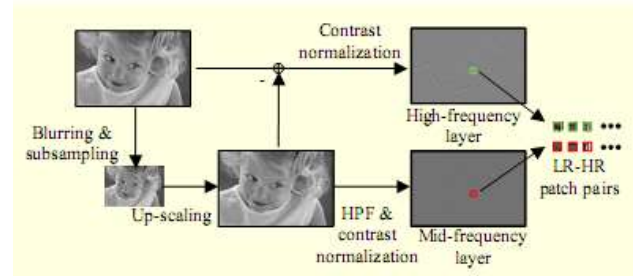 Contrast
normalization
-
High-frequency
layer
Blurring &
subsampling
LR-HR
patch pairs
Up-scaling
HPF &
contrast
normalization
Mid-frequency
layer